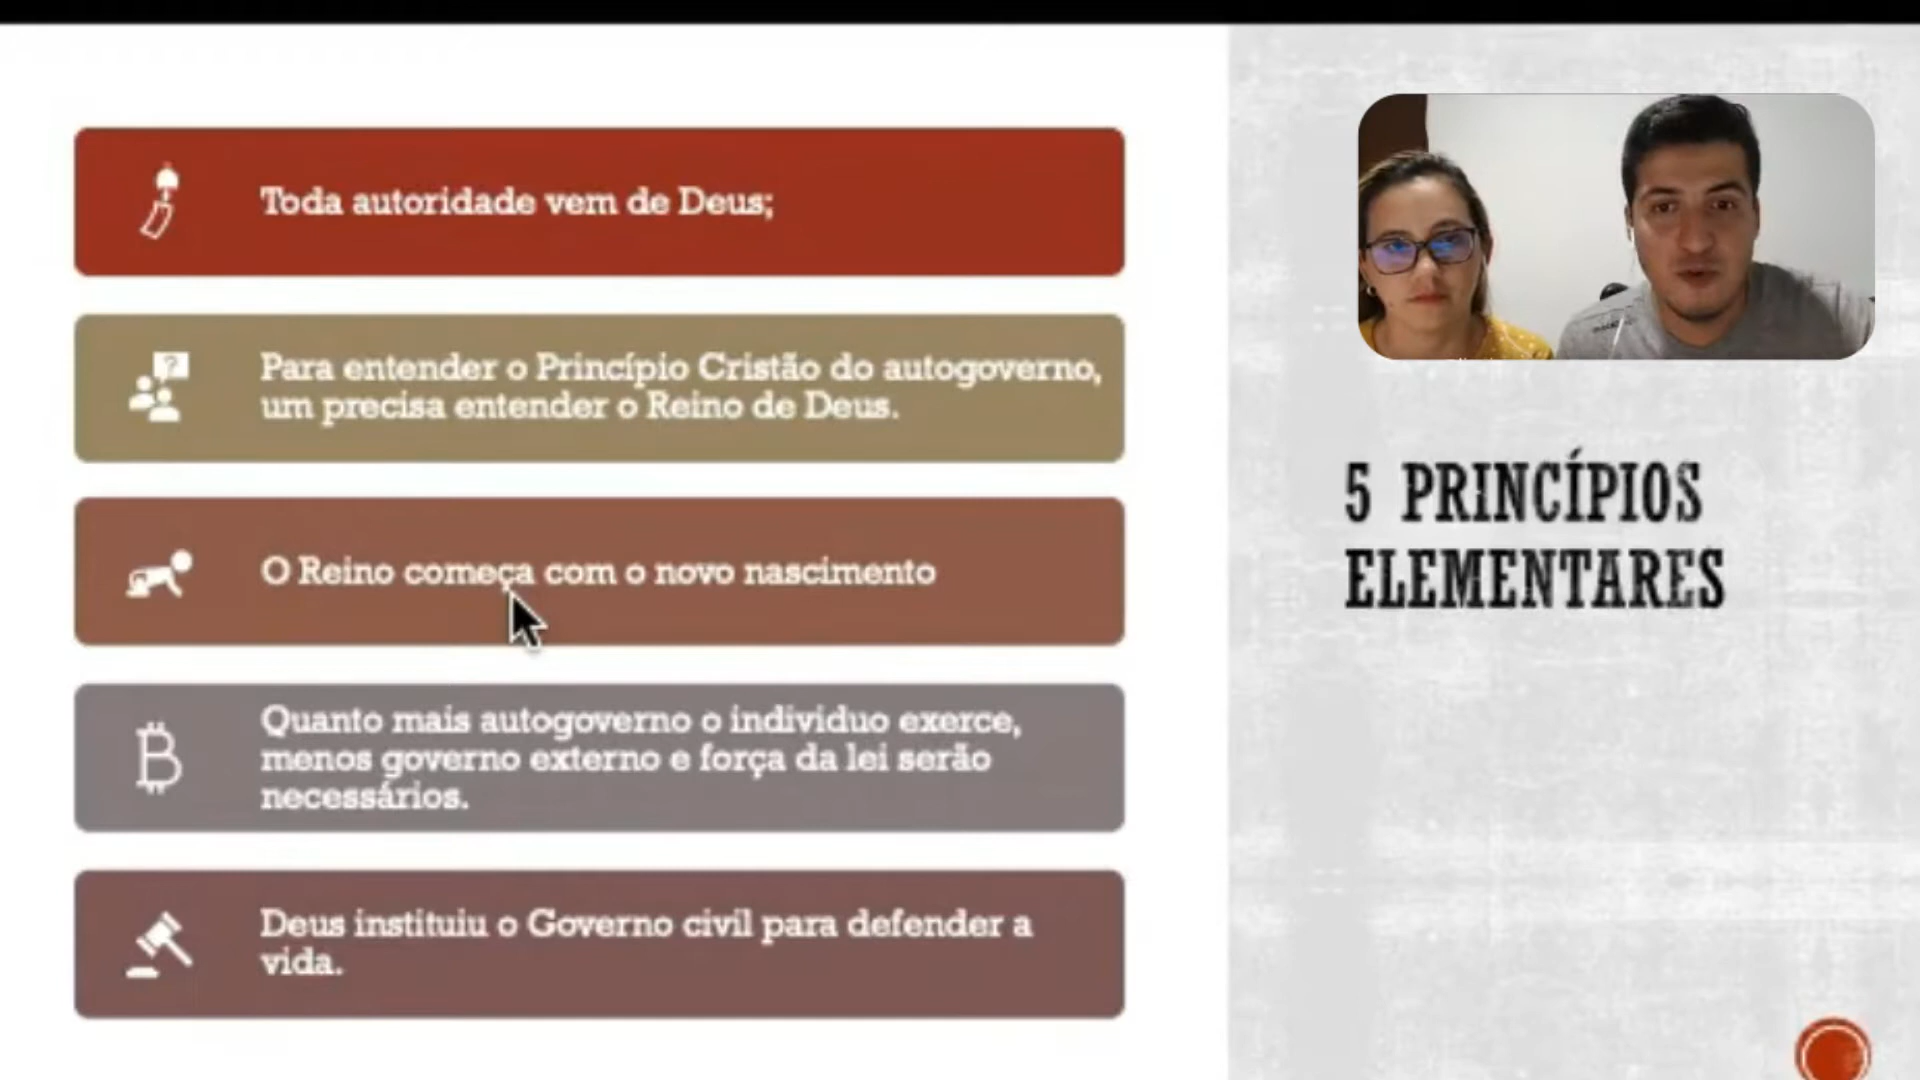 Toda autoridade vem de Deus;
Para entender o Princípio Cristão do autogoverno,
um precisa entender o Reino de Deus.
O Reino começa com o novo nascimento
Quanto mais autogoverno o individuo exerce,
menos governo externo e força da lei serão
necessários.
Deus instituiu o Governo civil para defender a
vida.
5 PRINCÍPIOS
ELEMENTARES